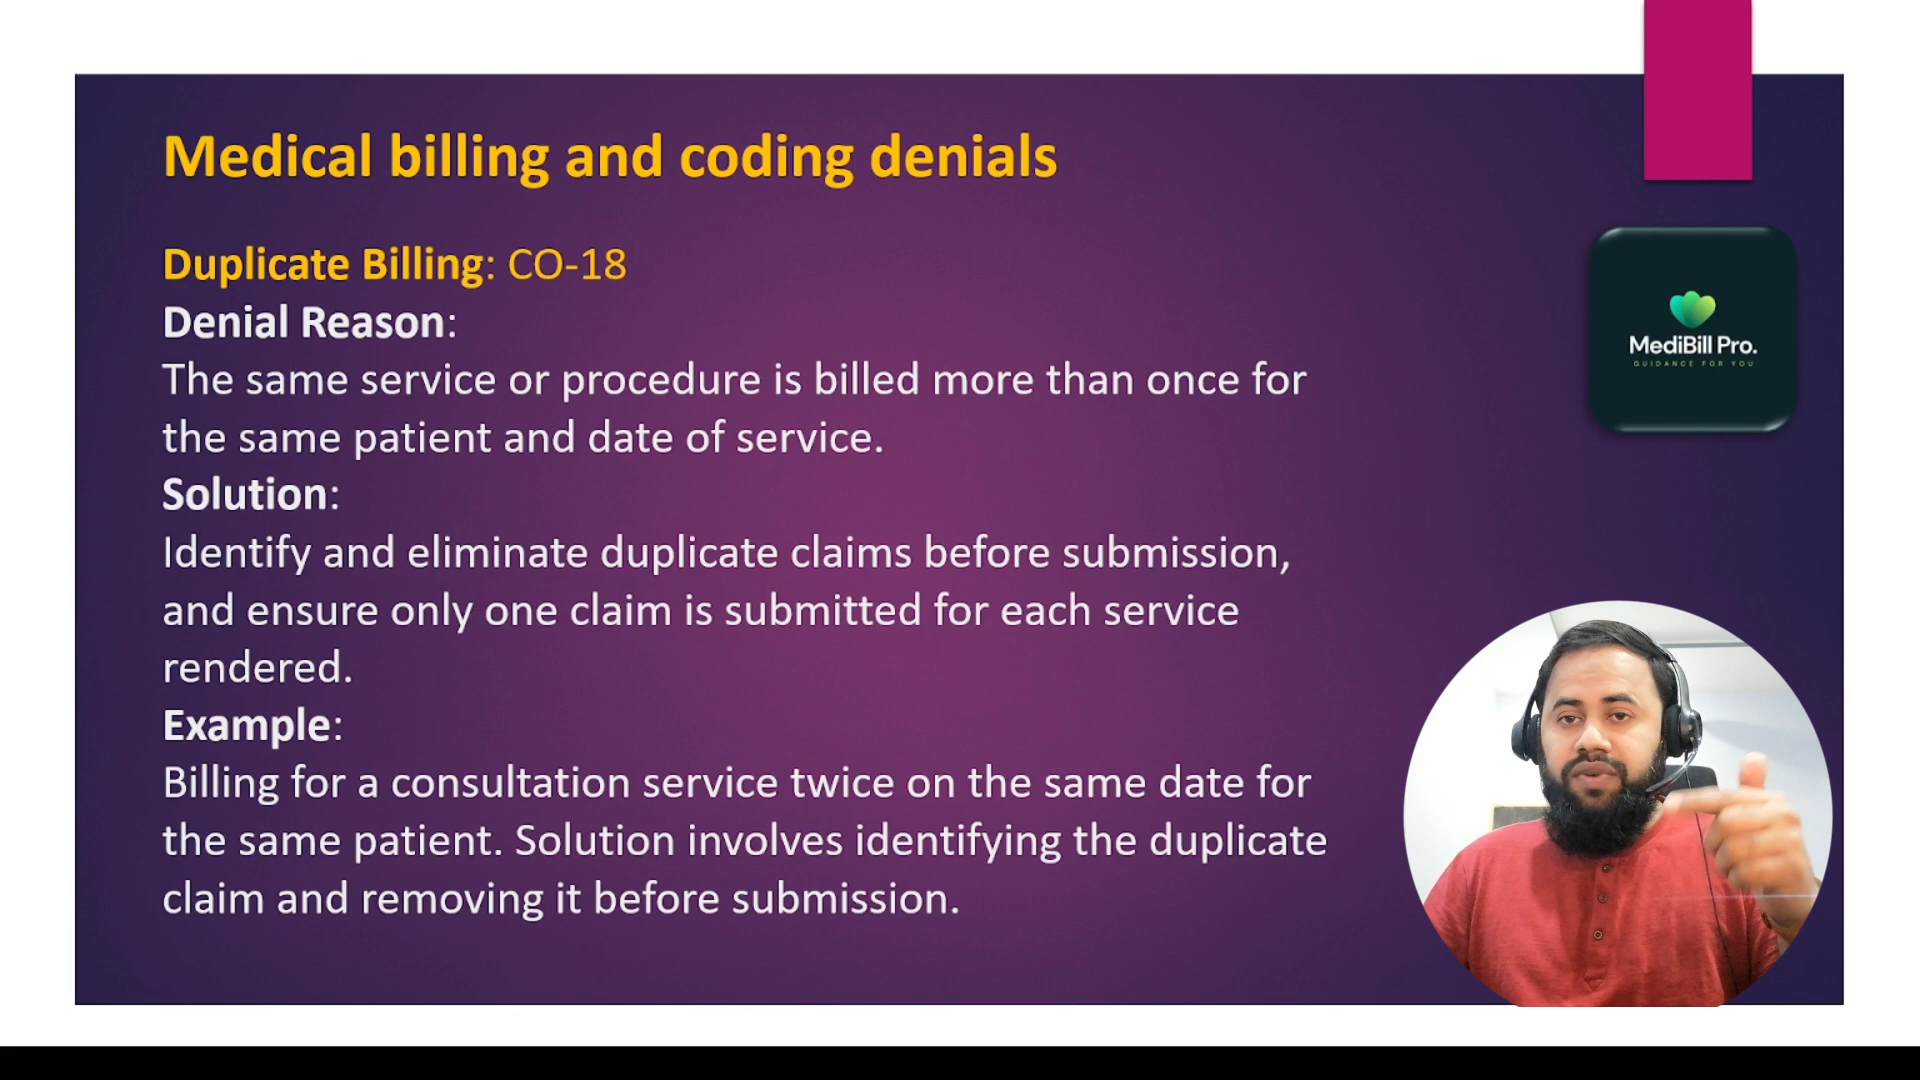 Medical billing and coding denials
Duplicate Billing: CO-18
Denial Reason:
The same service or procedure is billed more than once for
the same patient and date of service.
Solution:
Identify and eliminate duplicate claims before submission,
and ensure only one claim is submitted for each service
rendered.
Example:
Billing for a consultation service twice on the same date for
the same patient. Solution involves identifying the duplicate
claim and removing it before submission.
MediBill Pro.
GUIDANCE FOR YOU